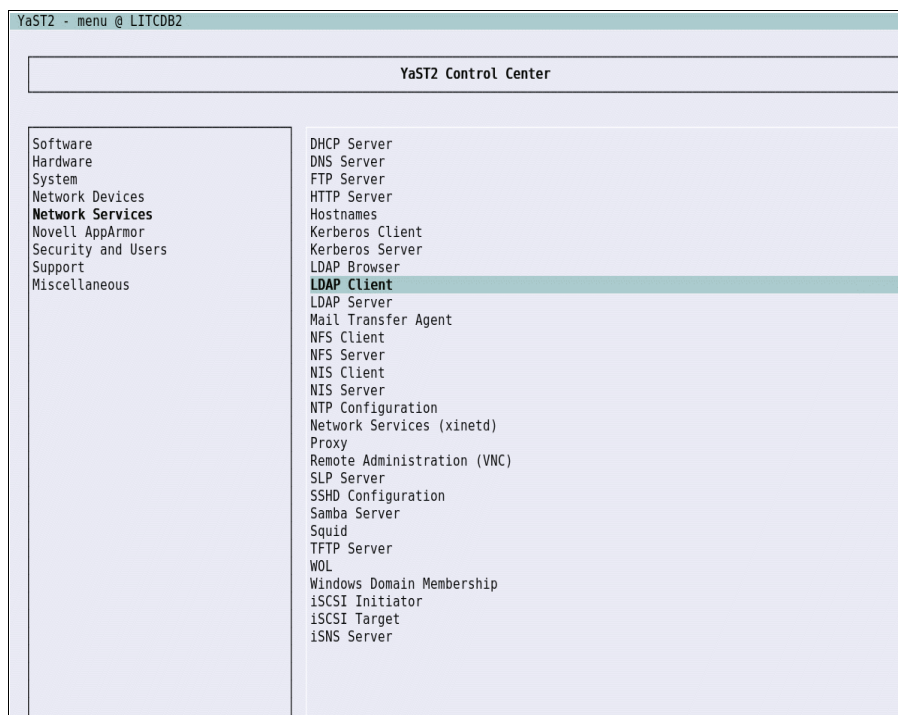 YaST2 - menu @ LITCDB2
YaST2 Control Center
Software
Hardware
System
Network Devices
Network Services
Novell AppArmor
Security and Users
Support
Miscellaneous
DHCP Server
DNS Server
FTP Server
HTTP Server
Hostnames
Kerberos Client
Kerberos Server
LDAP Browser
LDAP Client
LDAP Server
Mail Transfer Agent
NFS Client
NFS Server
NIS Client
NIS Server
NTP Configuration
Network Services (xinetd)
Proxy
Remote Administration (VNC)
SLP Server
SSHD Configuration
Samba Server
Squid
TFTP Server
WOL
Windows Domain Membership
iSCSI Initiator
iSCSI Target
iSNS Server